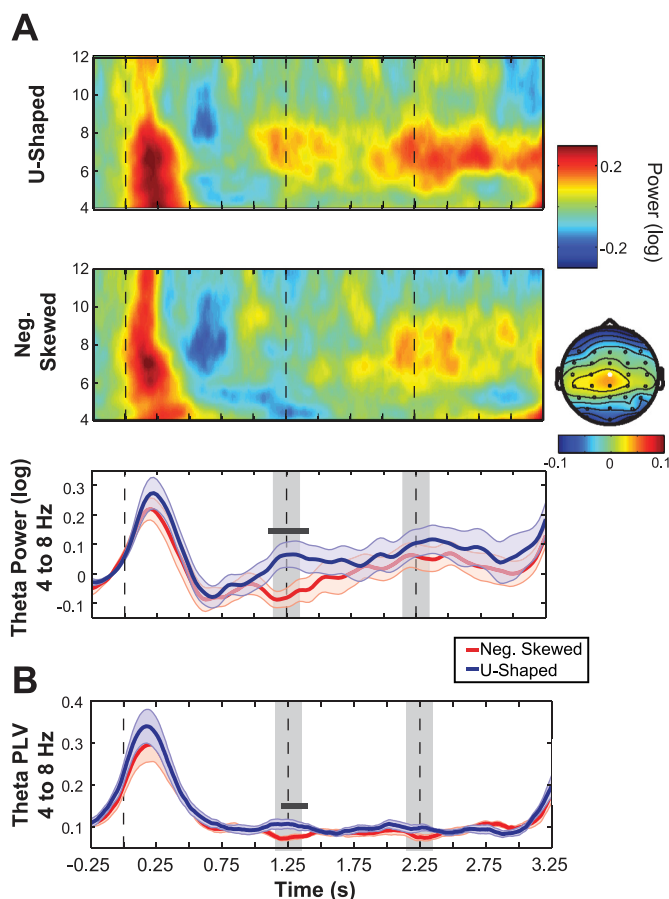 A
U-Shaped
12
10
8
6
4
0.2
-0.2
Power (log)
Neg.
Skewed
12
10
8
6
4
-0.1 0 0.1
Theta Power (log)
4 to 8 Hz
0.3
0.2
0.1
0
-0.1
Neg. Skewed
U-Shaped
B
Theta PLV
4 to 8 Hz
0.4
0.3
0.2
0.1
-0.25 0.25 0.75 1.25 1.75 2.25 2.75 3.25
Time (s)